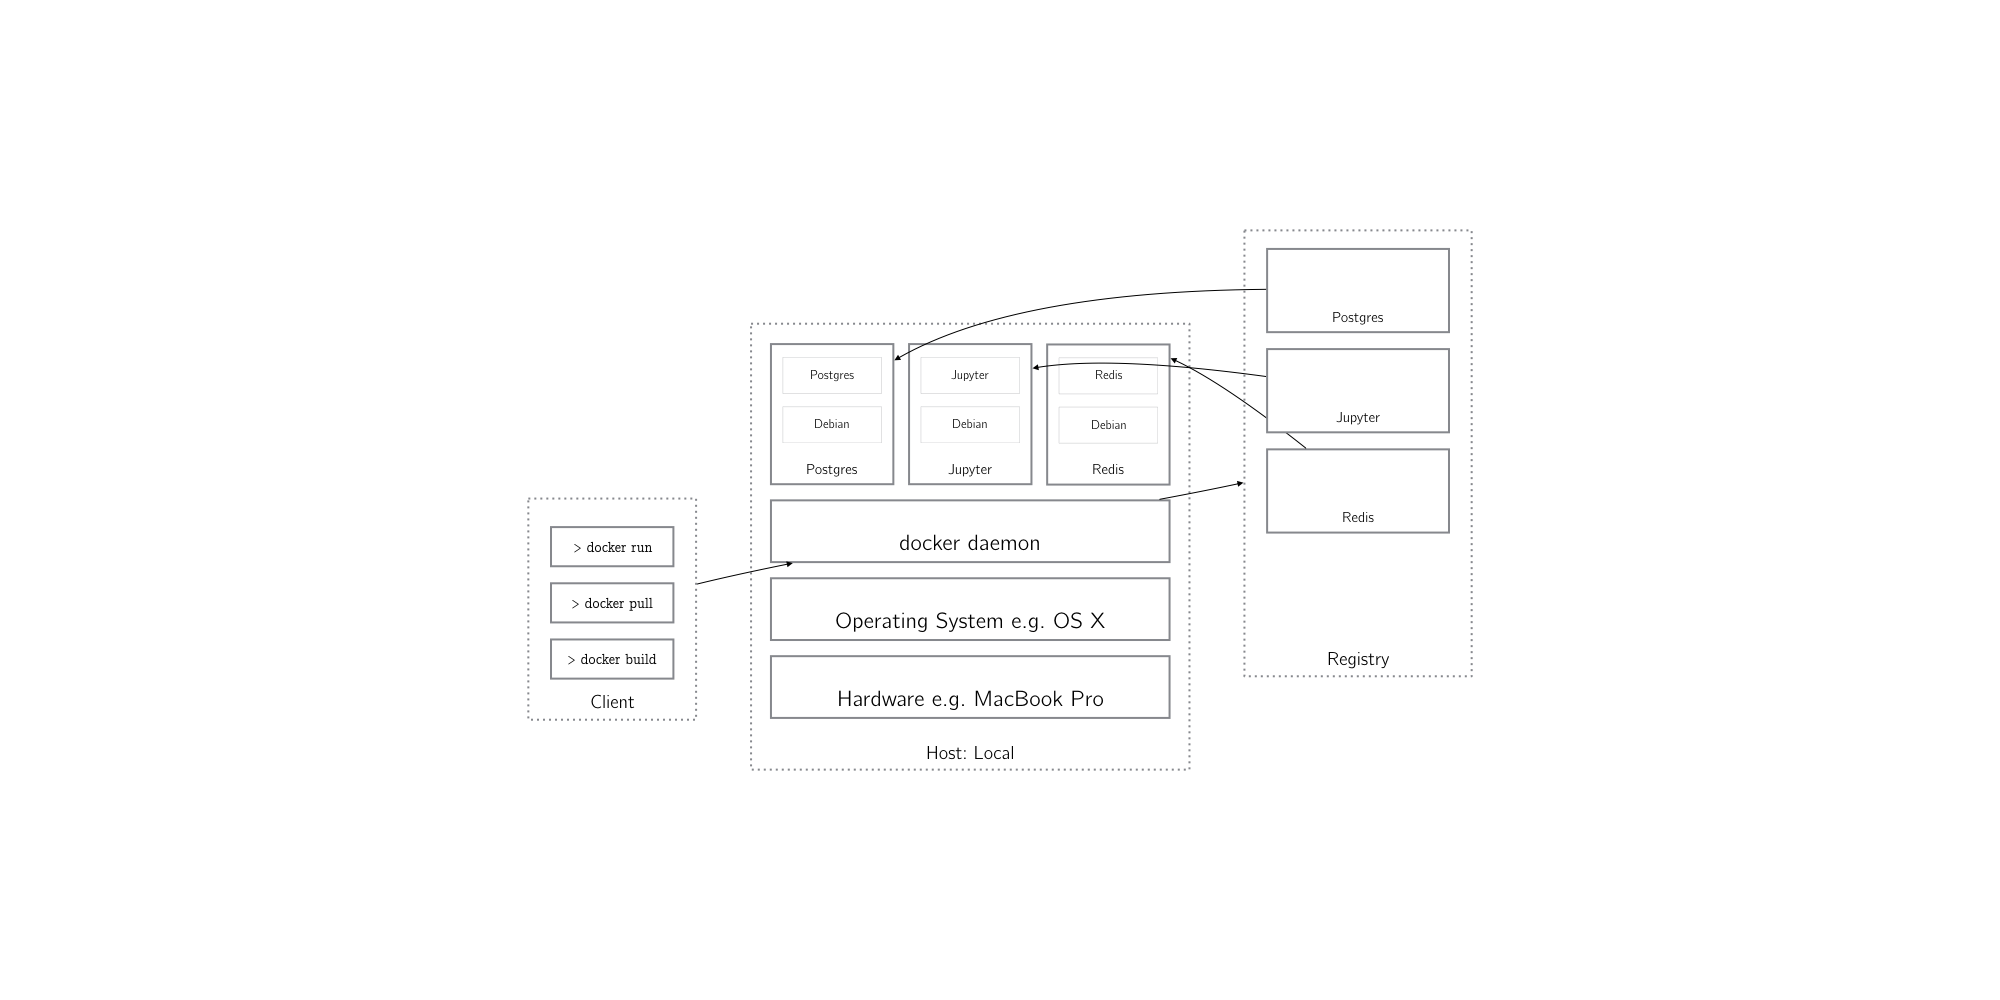 > docker run
> docker pull
> docker build
Client
Postgres
Debian
Postgres
Jupyter
Debian
Jupyter
Redis
Debian
Redis
docker daemon
Operating System e.g. OS X
Hardware e.g. MacBook Pro
Host: Local
Postgres
Jupyter
Redis
Registry